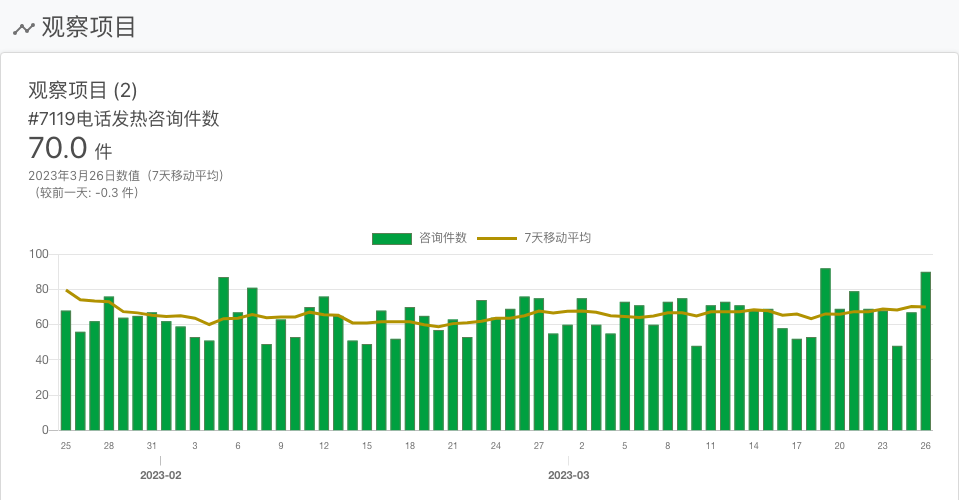 观察项目
观察项目 (2)
#7119电话发热咨询件数
70.0 件
2023年3月26日数值（7天移动平均）
（较前一天: -0.3 件）
咨询件数 7天移动平均
100
80
60
40
20
0
25 28 31 3 6 9 12 15 18 21 24 27 2 5 8 11 14 17 20 23 26
2023-02 2023-03